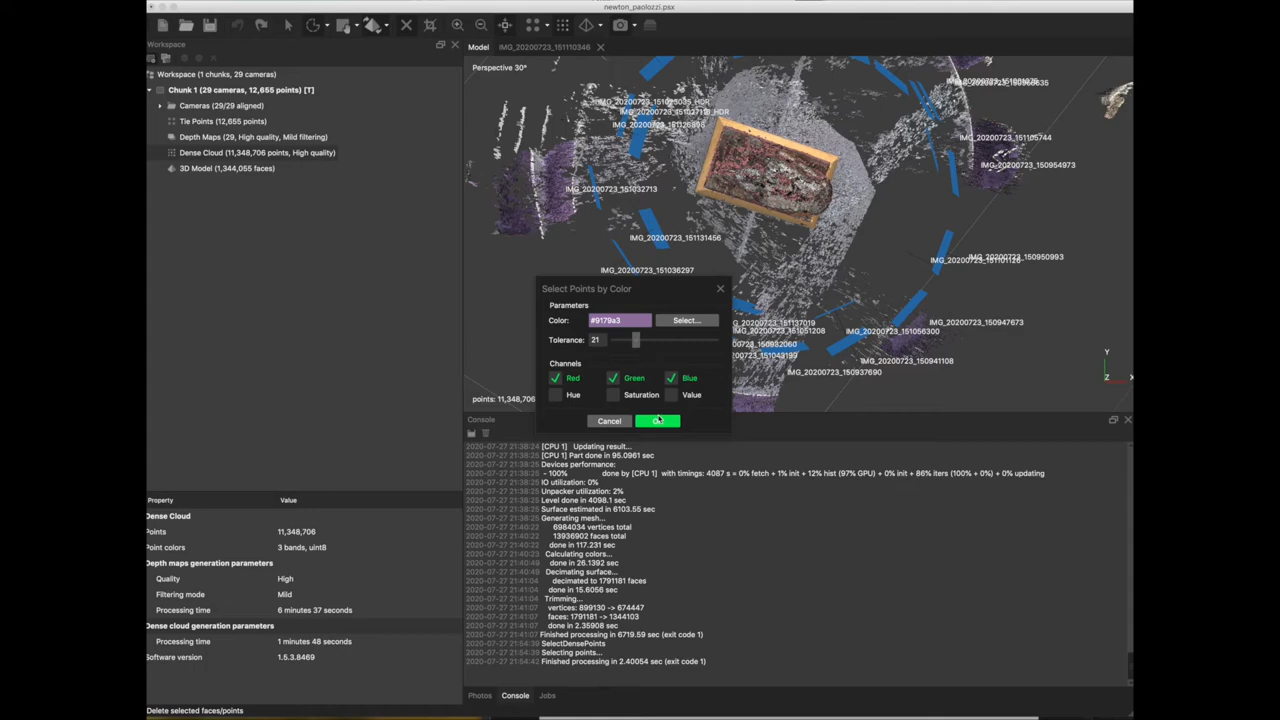 newton_paolozzi.psx
Workspace
Model IMG_20200723_151110346
Workspace (1 chunks, 29 cameras)
Chunk 1 (29 cameras, 12,655 points) [T]
Cameras (29/29 aligned)
Tie Points (12,655 points)
Depth Maps (29, High quality, Mild filtering)
Dense Cloud (11,348,706 points, High quality)
3D Model (1,344,055 faces)
Perspective 30°
IMG_20200723_151105744
IMG_20200723_150954973
IMG_20200723_151032713
IMG_20200723_151131456
IMG_20200723_150950993
IMG_20200723_151036297
IMG_20200723_150947673
IMG_20200723_151056300
IMG_20200723_150941108
IMG_20200723_150937690
Y
Z
X
points: 11,348,706
Select Points by Color
Parameters
Color: #9179a3 Select...
Tolerance: 21
Channels
Red Green Blue
Hue Saturation Value
Cancel
Console
2020-07-27 21:38:24 [CPU 1] Updating result...
2020-07-27 21:38:25 [CPU 1] Part done in 95.0961 sec
2020-07-27 21:38:25 Devices performance:
2020-07-27 21:38:25 - 100% done by [CPU 1] with timings: 4087 s = 0% fetch + 1% init + 12% hist (97% GPU) + 0% init + 86% iters (100% + 0%) + 0% updating
2020-07-27 21:38:25 IO utilization: 0%
2020-07-27 21:38:25 Unpacker utilization: 2%
2020-07-27 21:38:25 Level done in 4098.1 sec
2020-07-27 21:38:25 Surface done in 6103.55 sec
2020-07-27 21:38:25 Generating mesh...
2020-07-27 21:40:22 6984034 vertices total
2020-07-27 21:40:22 13936902 faces total
2020-07-27 21:40:22 done in 117.231 sec
2020-07-27 21:40:23 Calculating colors...
2020-07-27 21:40:49 done in 26.1392 sec
2020-07-27 21:40:49 Decimating surface...
2020-07-27 21:41:04 decimated to 1791181 faces
2020-07-27 21:41:04 done in 15.6056 sec
2020-07-27 21:41:04 Trimming...
2020-07-27 21:41:07 vertices: 899130 -> 674447
2020-07-27 21:41:07 faces: 1791181 -> 1344103
2020-07-27 21:41:07 done in 2.35908 sec
2020-07-27 21:41:07 Finished processing in 6719.59 sec (exit code 1)
2020-07-27 21:54:39 SelectDensePoints
2020-07-27 21:54:39 Selecting points...
2020-07-27 21:54:42 Finished processing in 2.40054 sec (exit code 1)
Property Value
Dense Cloud
Points 11,348,706
Point colors 3 bands, uint8
Depth maps generation parameters
Quality High
Filtering mode Mild
Processing time 6 minutes 37 seconds
Dense cloud generation parameters
Processing time 1 minutes 48 seconds
Software version 1.5.3.8469
Photos Console Jobs
Delete selected faces/points